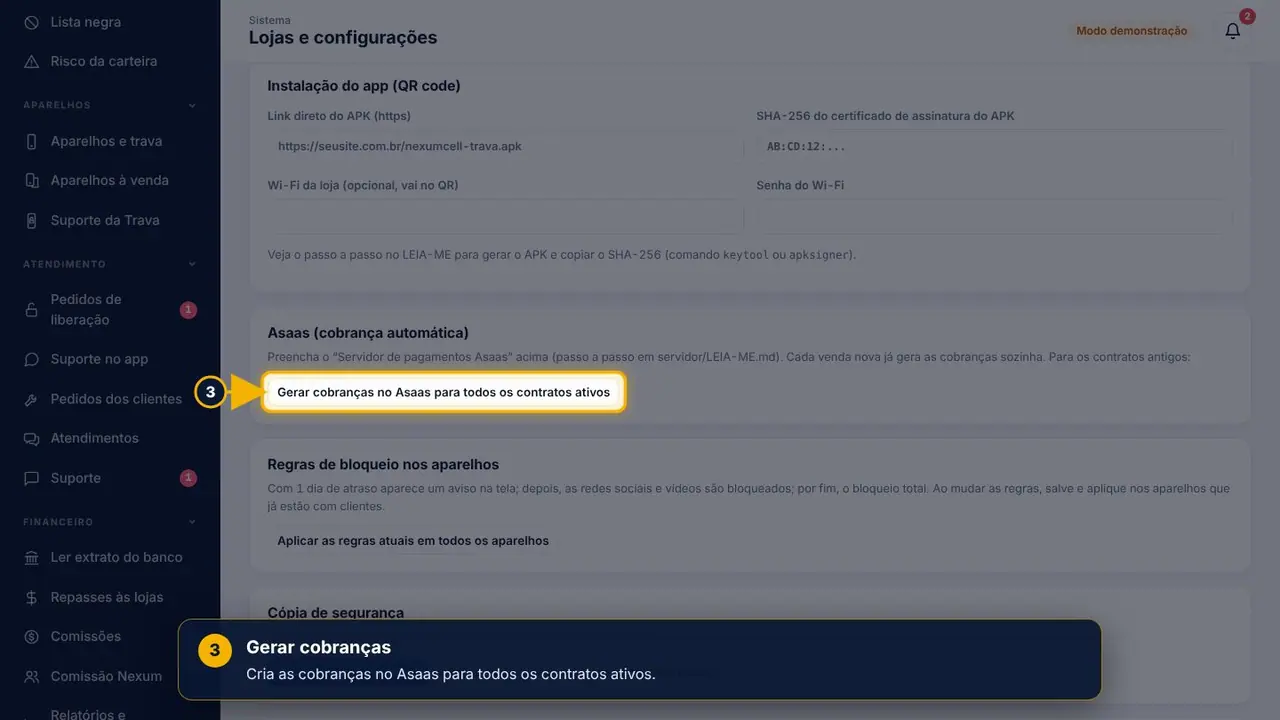 Lista negra
Risco da carteira
APARELHOS
Aparelhos e trava
Aparelhos à venda
Suporte da Trava
ATENDIMENTO
Pedidos de
liberação
1
Suporte no app
Pedidos dos clientes
Atendimentos
Suporte
1
FINANCEIRO
Ler extrato do banco
Repasses às lojas
Comissões
Comissão Nexum
Relatórios e
Sistema
Lojas e configurações
Modo demonstração
2
Instalação do app (QR code)
Link direto do APK (https)
SHA-256 do certificado de assinatura do APK
https://seusite.com.br/nexumcell-trava.apk
AB:CD:12:...
Wi-Fi da loja (opcional, vai no QR)
Senha do Wi-Fi
Veja o passo a passo no LEIA-ME para gerar o APK e copiar o SHA-256 (comando keytool ou apksigner).
Asaas (cobrança automática)
Preencha o "Servidor de pagamentos Asaas" acima (passo a passo em servidor/LEIA-ME.md). Cada venda nova já gera as cobranças sozinha. Para os contratos antigos:
3
Gerar cobranças no Asaas para todos os contratos ativos
Regras de bloqueio nos aparelhos
Com 1 dia de atraso aparece um aviso na tela; depois, as redes sociais e vídeos são bloqueados; por fim, o bloqueio total. Ao mudar as regras, salve e aplique nos aparelhos que
já estão com clientes.
Aplicar as regras atuais em todos os aparelhos
Cópia de segurança
3
Gerar cobranças
Cria as cobranças no Asaas para todos os contratos ativos.